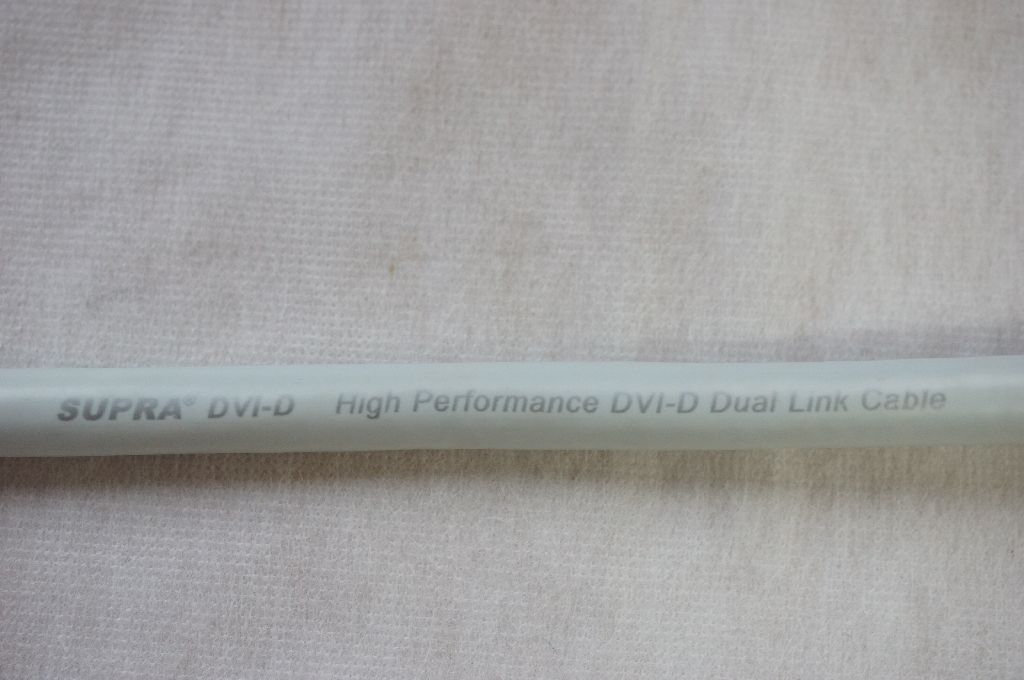 SUPRA® DVI-D High Performance DVI-D Dual Link Cable